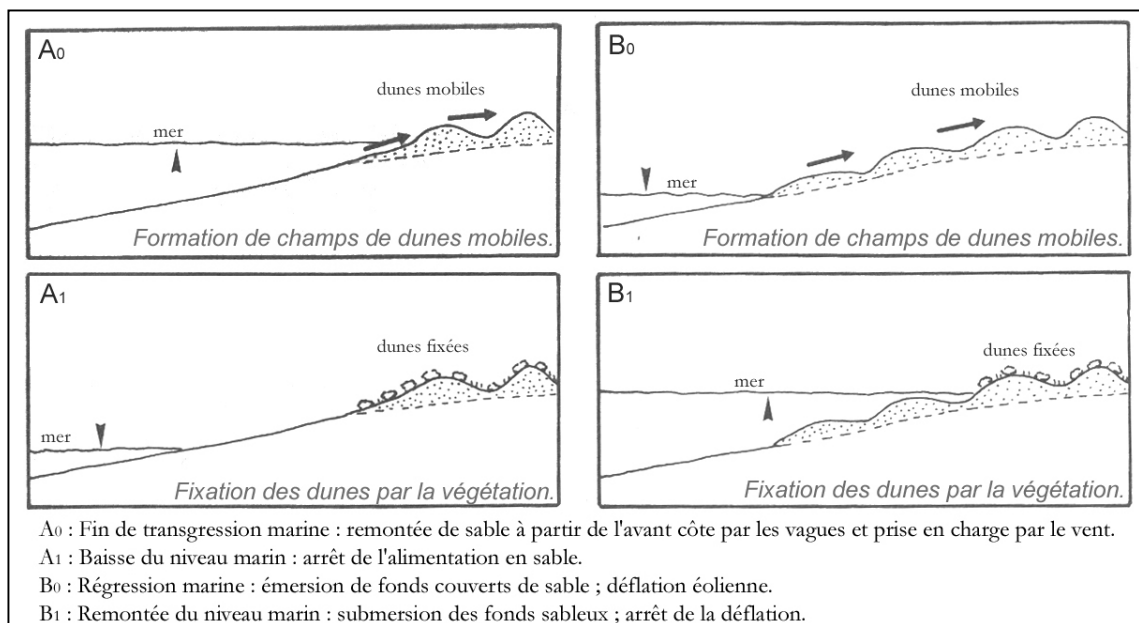 A0
dunes mobiles
mer
Formation de champs de dunes mobiles.
B0
dunes mobiles
mer
Formation de champs de dunes mobiles.
A1
dunes fixées
mer
Fixation des dunes par la végétation.
B1
dunes fixées
mer
Fixation des dunes par la végétation.
A0 : Fin de transgression marine : remontée de sable à partir de l'avant côte par les vagues et prise en charge par le vent.
A1 : Baisse du niveau marin : arrêt de l'alimentation en sable.
B0 : Régression marine : émersion de fonds couverts de sable ; déflation éolienne.
B1 : Remontée du niveau marin : submersion des fonds sableux ; arrêt de la déflation.